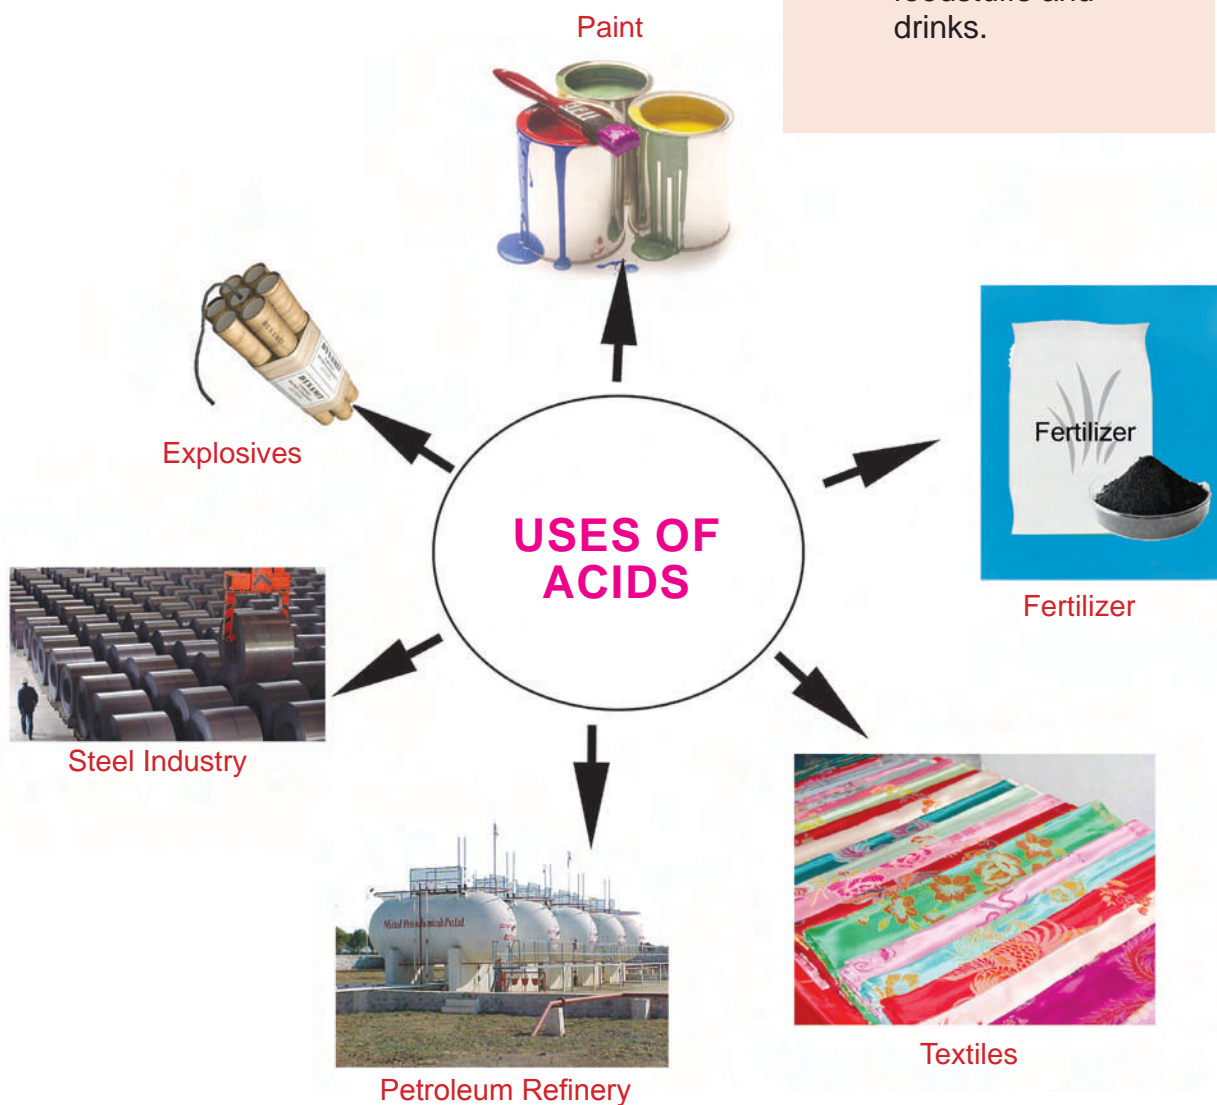 drinks.
Paint
Explosives
Fertilizer
Fertilizer
USES OF
ACIDS
Steel Industry
Textiles
Petroleum Refinery